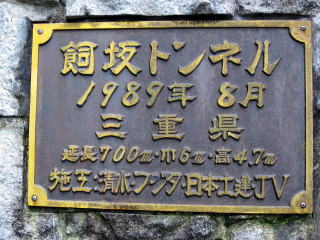 飼坂トンネル
1989年 8月
三重県
延長700m・巾6m・高4.7m
施工:清水・フジタ・日本土建・JV